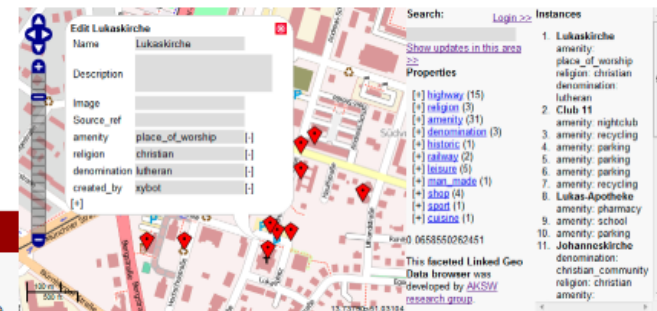 Edit Lukaskirche
Name Lukaskirche
Description
Image
Source_ref
amenity place_of_worship [-]
religion christian [-]
denomination lutheran [-]
created_by xybot [-]
[+]
100 m
500 ft
Search: Login >>
Show updates in this area
>>
Properties
[+] highway (15)
[+] religion (3)
[+] amenity (31)
[+] denomination (3)
[+] historic (1)
[+] railway (2)
[+] leisure (5)
[+] man_made (1)
[+] shop (4)
[+] sport (1)
[+] cuisine (1)
0.0658550262451
This faceted Linked Geo
Data browser was
developed by AKSW
research group.
Instances
1. Lukaskirche
amenity:
place_of_worship
religion: christian
denomination:
lutheran
2. Club 11
amenity: nightclub
3. amenity: recycling
4. amenity: parking
5. amenity: parking
6. amenity: parking
7. amenity: recycling
8. Lukas-Apotheke
amenity: pharmacy
9. amenity: school
10. amenity: parking
11. Johanneskirche
denomination:
christian_community
religion: christian
amenity: